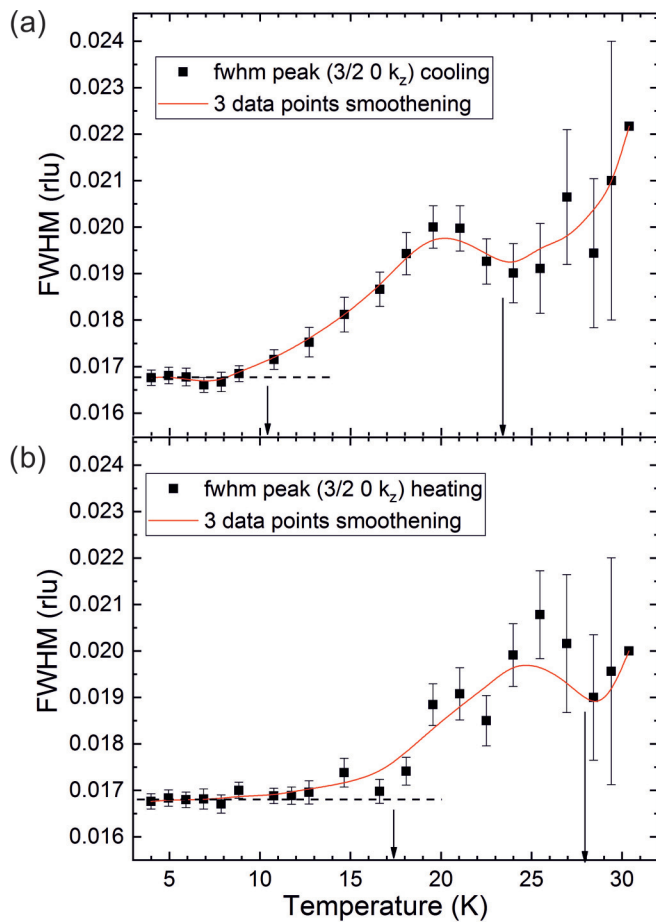 (a)
0.024
0.023
0.022
0.021
0.020
0.019
0.018
0.017
0.016
FWHM (rlu)
fwhm peak (3/2 0 kz) cooling
3 data points smoothening
(b)
0.024
0.023
0.022
0.021
0.020
0.019
0.018
0.017
0.016
FWHM (rlu)
fwhm peak (3/2 0 kz) heating
3 data points smoothening
5 10 15 20 25 30
Temperature (K)